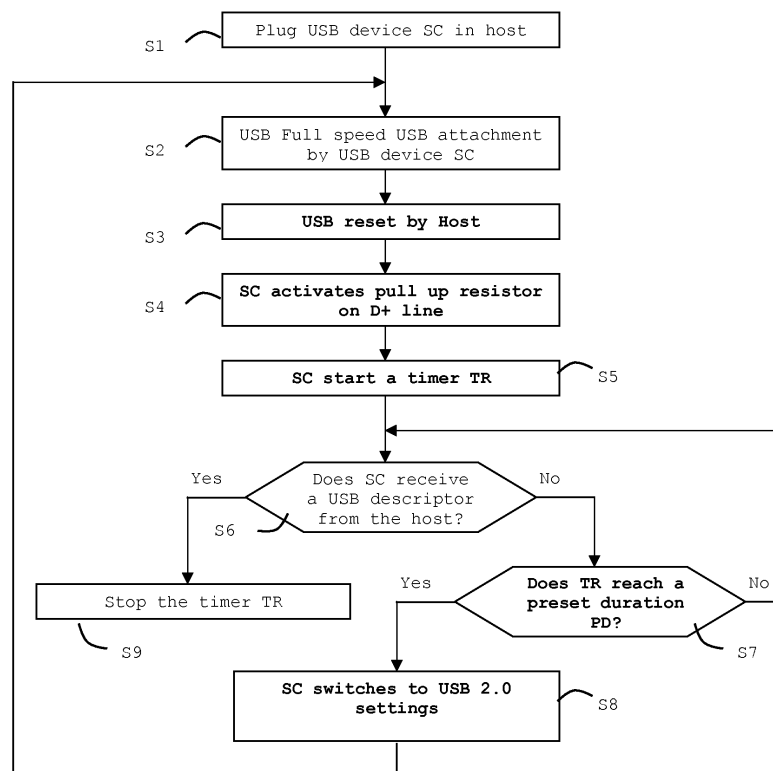 S1
Plug USB device SC in host
S2
USB Full speed USB attachment
by USB device SC
S3
USB reset by Host
S4
SC activates pull up resistor
on D+ line
SC start a timer TR
S5
Yes
Does SC receive
a USB descriptor
from the host?
No
S6
Stop the timer TR
S9
Yes
Does TR reach a
preset duration
PD?
No
S7
SC switches to USB 2.0
settings
S8